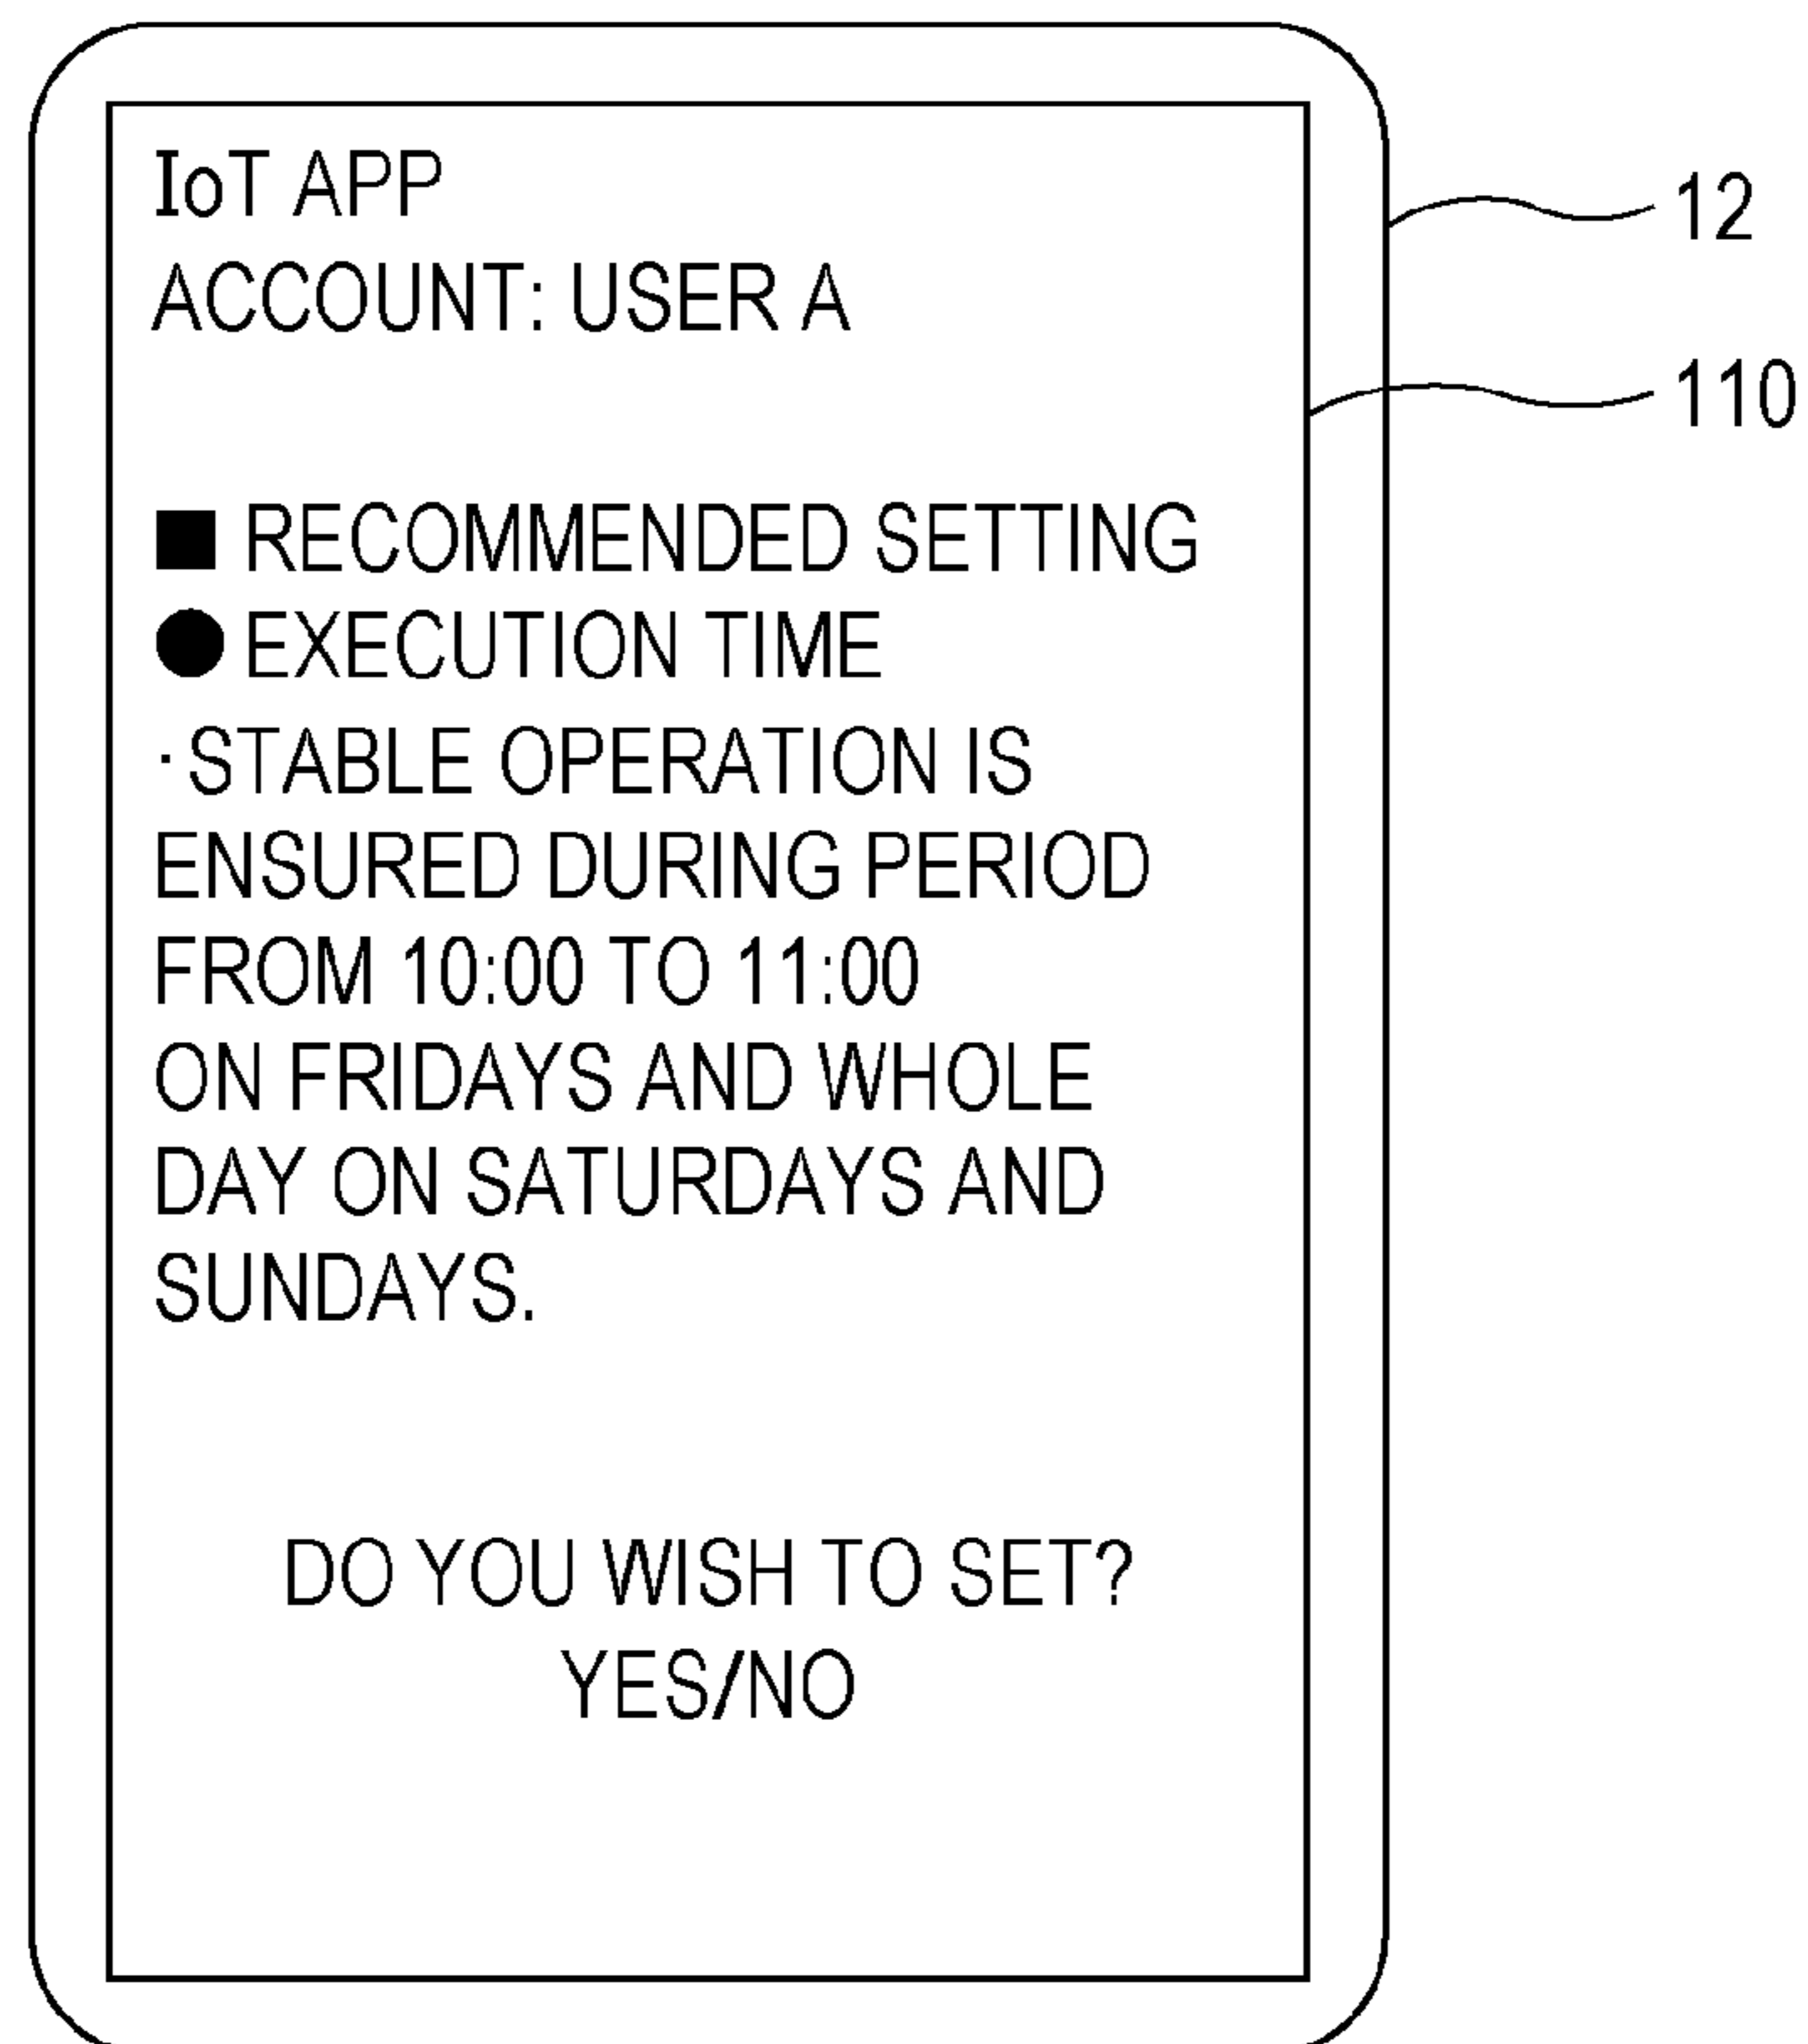 IoT APP
ACCOUNT: USER A
12
110
■ RECOMMENDED SETTING
● EXECUTION TIME
·STABLE OPERATION IS
ENSURED DURING PERIOD
FROM 10:00 TO 11:00
ON FRIDAYS AND WHOLE
DAY ON SATURDAYS AND
SUNDAYS.
DO YOU WISH TO SET?
YES/NO